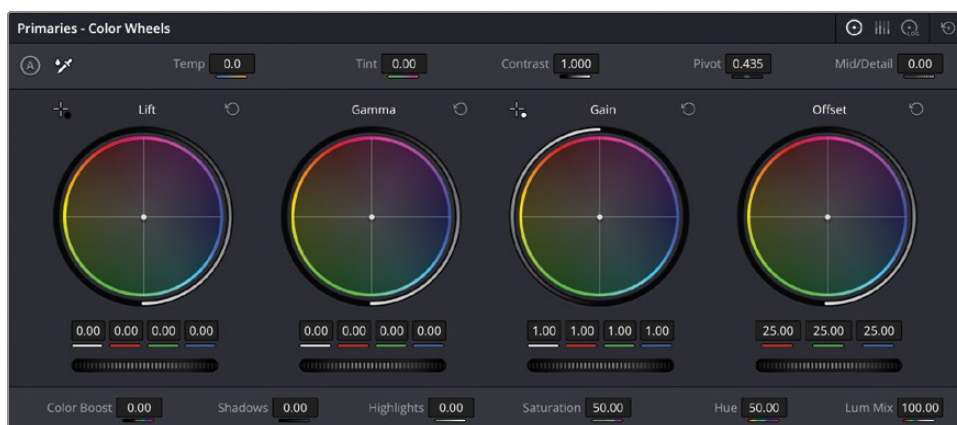 Primaries - Color Wheels
A
Temp 0.0 Tint 0.00 Contrast 1.000 Pivot 0.435 Mid/Detail 0.00
Lift Gamma Gain Offset
0.00 0.00 0.00 0.00 0.00 0.00 0.00 0.00 1.00 1.00 1.00 1.00 25.00 25.00 25.00
Color Boost 0.00 Shadows 0.00 Highlights 0.00 Saturation 50.00 Hue 50.00 Lum Mix 100.00